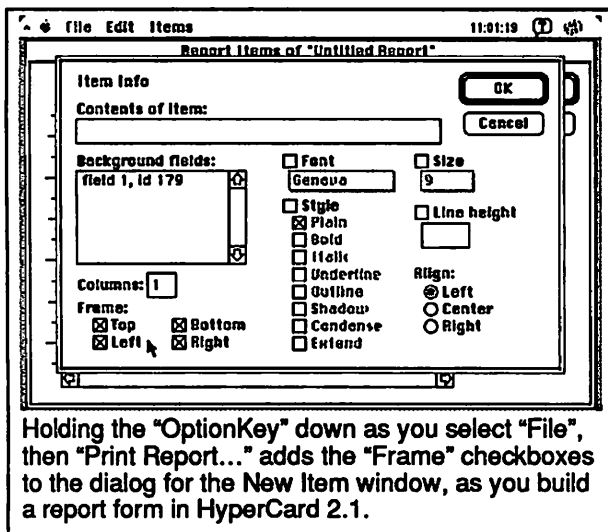 File Edit Items 11:01:19
Report Items of "Untitled Report"
Item Info
OK
Contents of Item:
Cancel
Background fields:
Font
Size
field 1, id 179
Geneva
9
Style
Line height
Plain
Bold
Italic
Columns: 1
Underline
Align:
Outline
Left
Frame:
Shadow
Center
Top
Bottom
Condense
Right
Left
Right
Extend
Holding the "OptionKey" down as you select "File",
then "Print Report..." adds the "Frame" checkboxes
to the dialog for the New Item window, as you build
a report form in HyperCard 2.1.